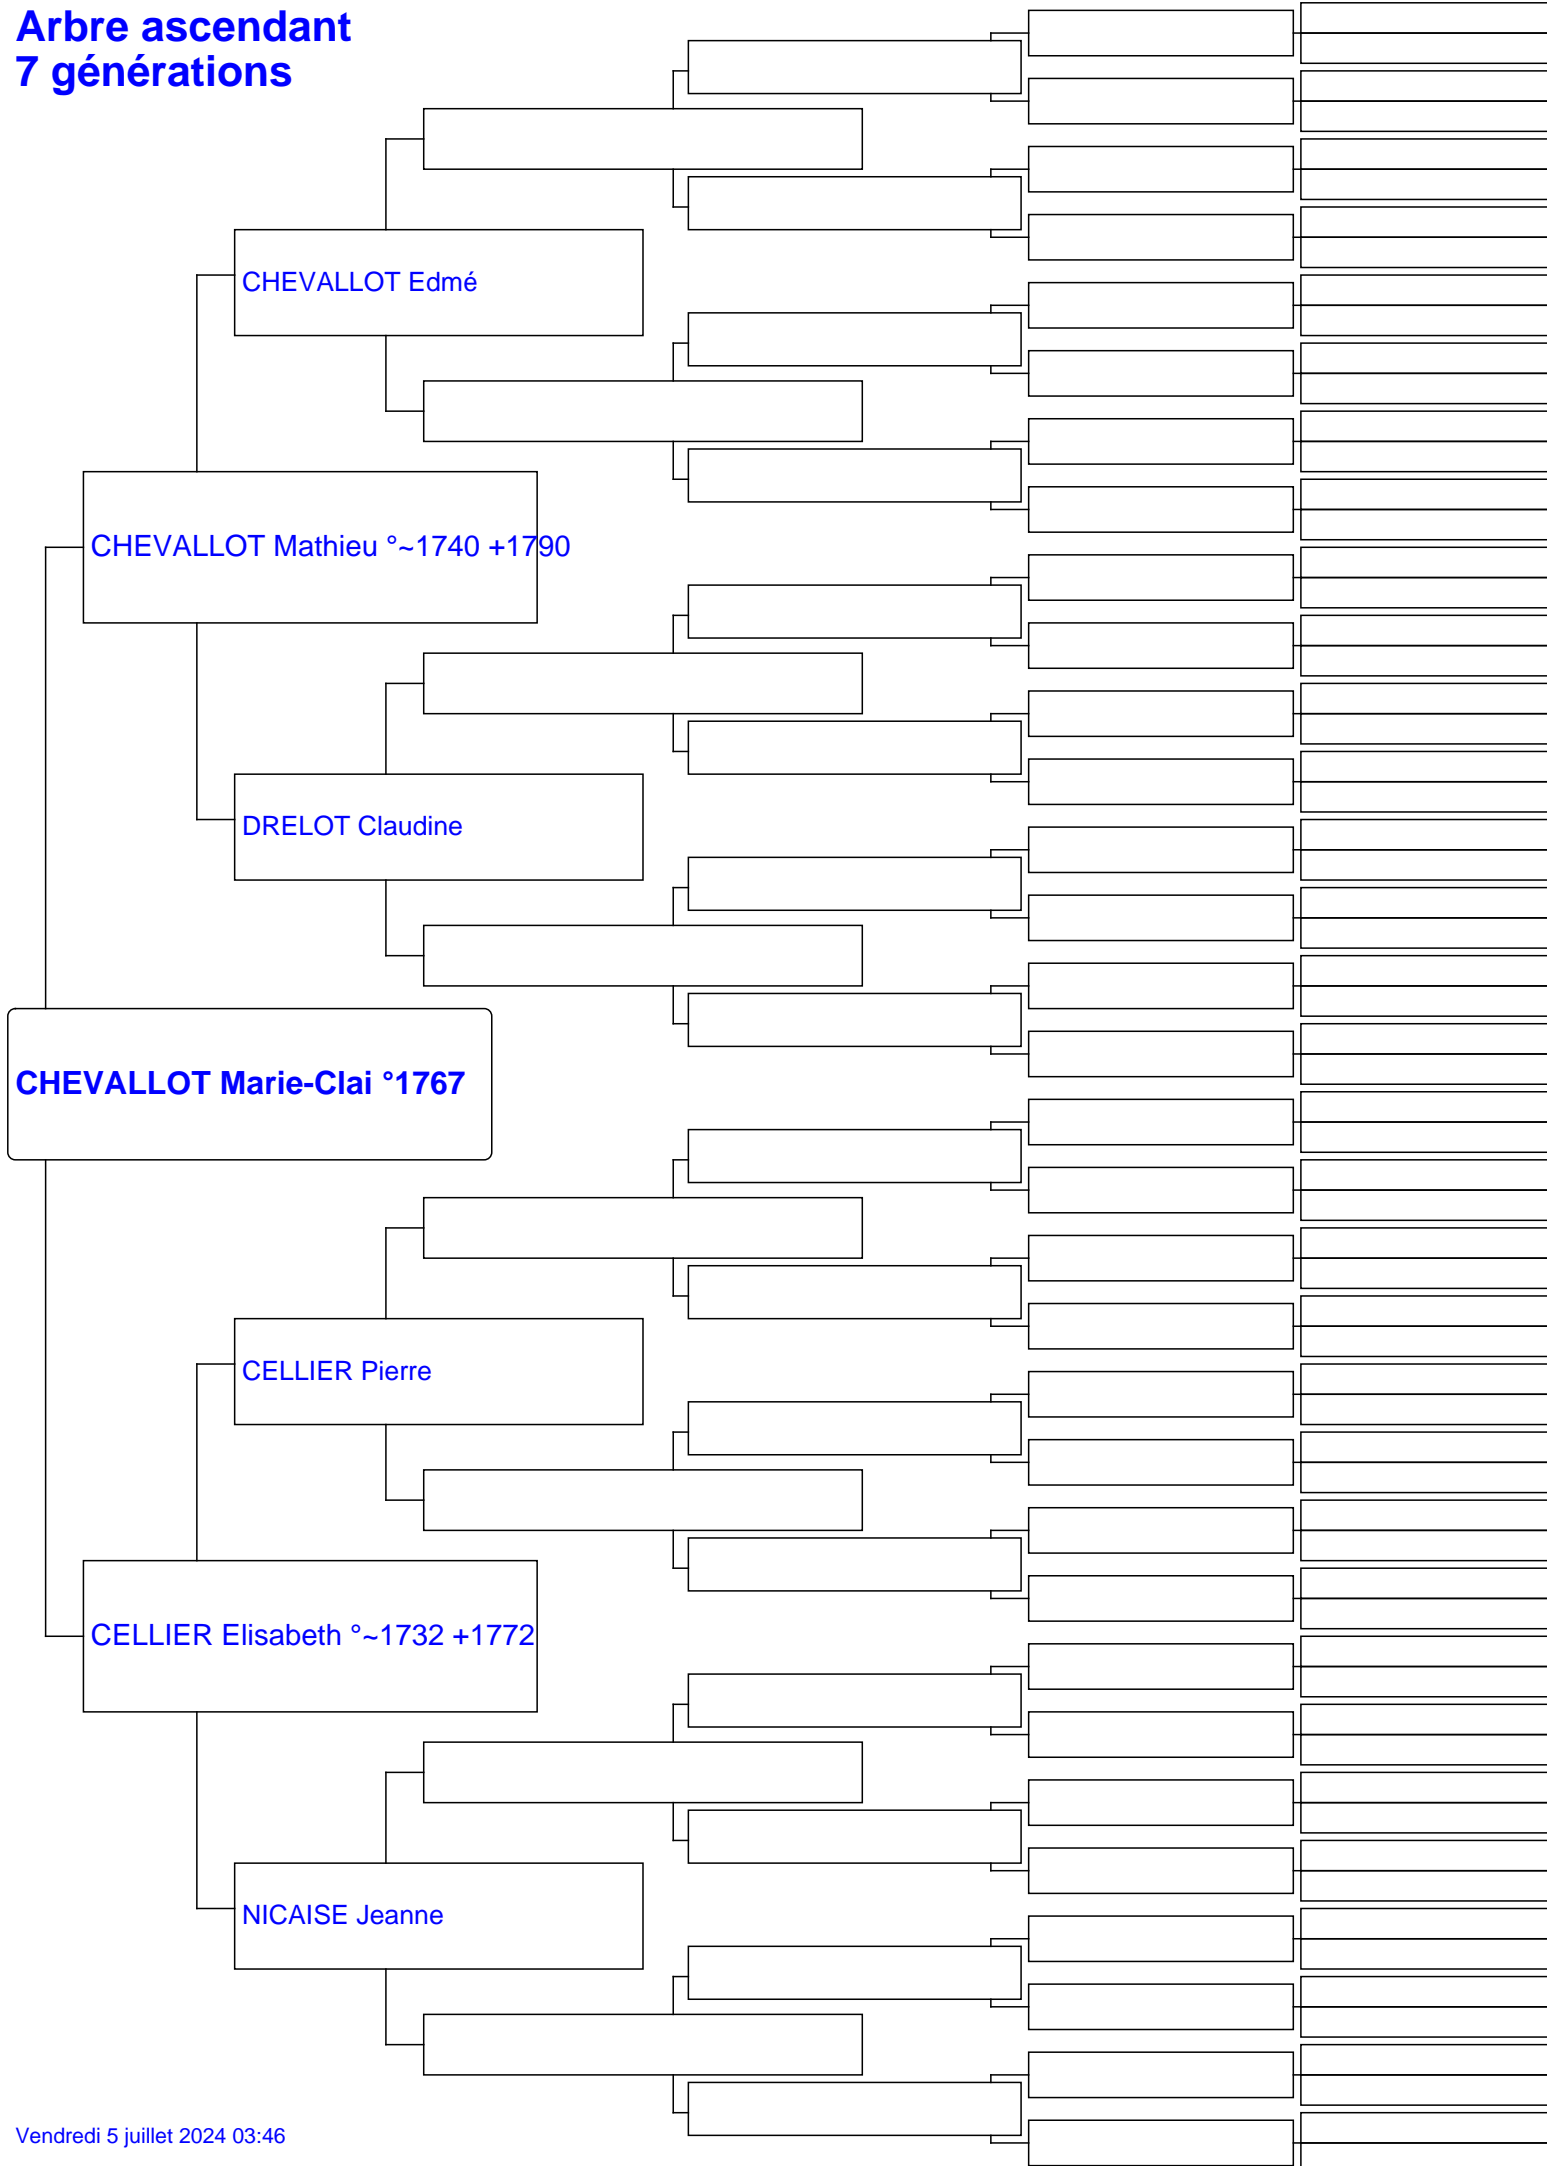 Arbre ascendant
7 générations
CHEVALLOT Edmé
CHEVALLOT Mathieu °~1740 +1790
DRELOT Claudine
CHEVALLOT Marie-Clai °1767
CELLIER Pierre
CELLIER Elisabeth °~1732 +1772
NICAISE Jeanne
Vendredi 5 juillet 2024 03:46